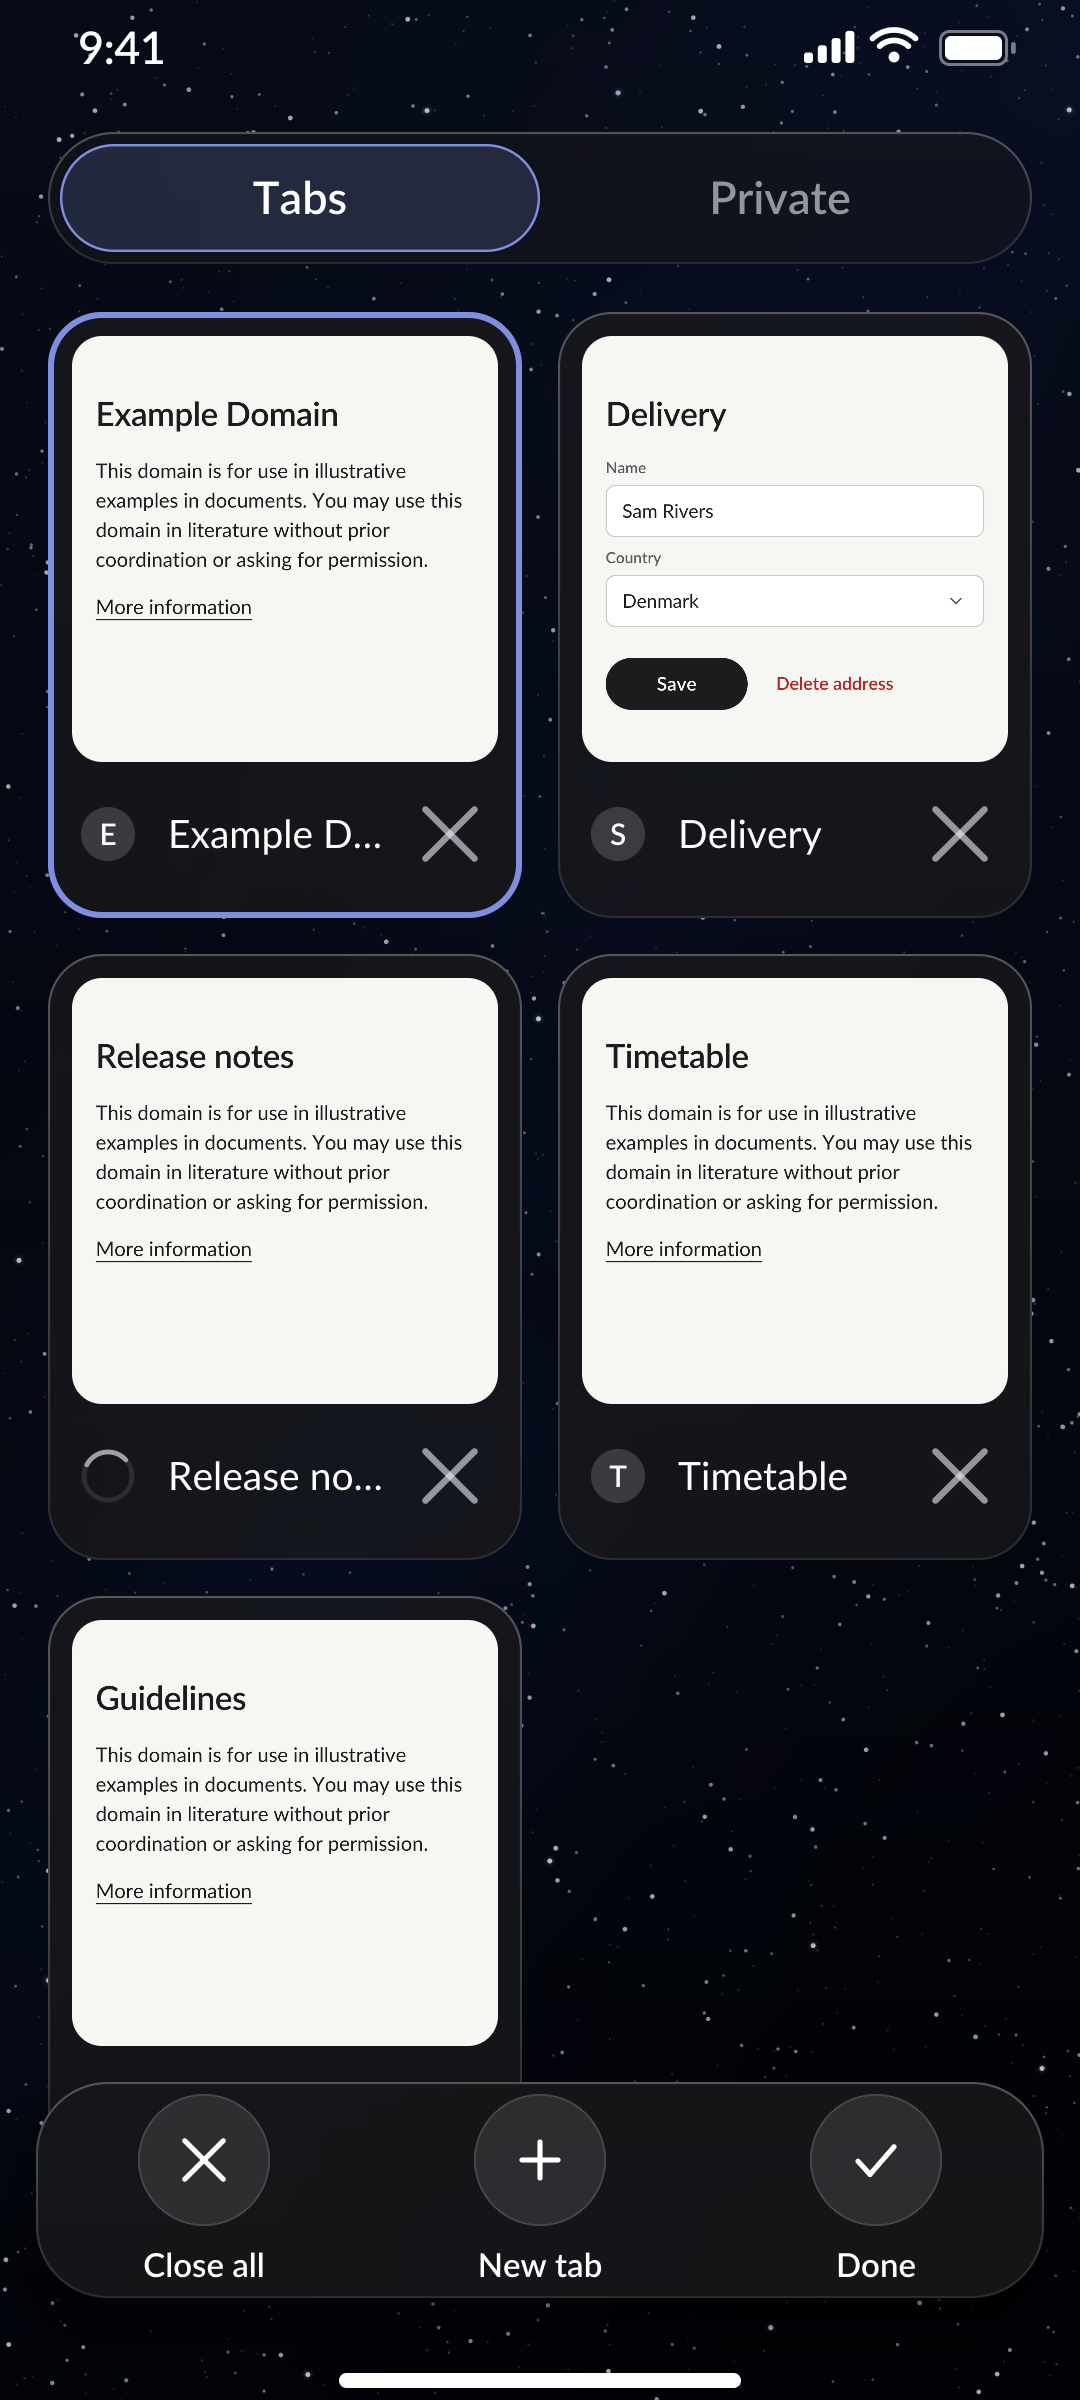 9:41
Tabs
Private
Example Domain
This domain is for use in illustrative
examples in documents. You may use this
domain in literature without prior
coordination or asking for permission.
More information
E
Example D...
Delivery
Name
Sam Rivers
Country
Denmark
Save
Delete address
S
Delivery
Release notes
This domain is for use in illustrative
examples in documents. You may use this
domain in literature without prior
coordination or asking for permission.
More information
Release no...
Timetable
This domain is for use in illustrative
examples in documents. You may use this
domain in literature without prior
coordination or asking for permission.
More information
T
Timetable
Guidelines
This domain is for use in illustrative
examples in documents. You may use this
domain in literature without prior
coordination or asking for permission.
More information
Close all
New tab
Done